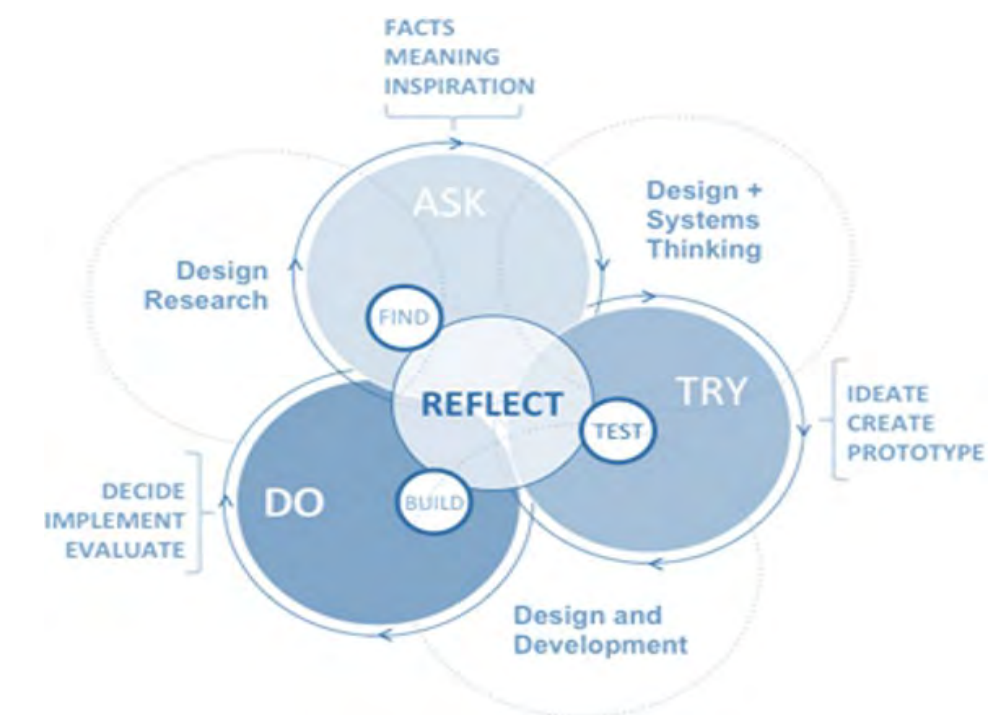 FACTS
MEANING
INSPIRATION
ASK
Design +
Systems
Thinking
Design
Research
FIND
REFLECT
TRY
TEST
IDEATE
CREATE
PROTOTYPE
DO
BUILD
DECIDE
IMPLEMENT
EVALUATE
Design and
Development